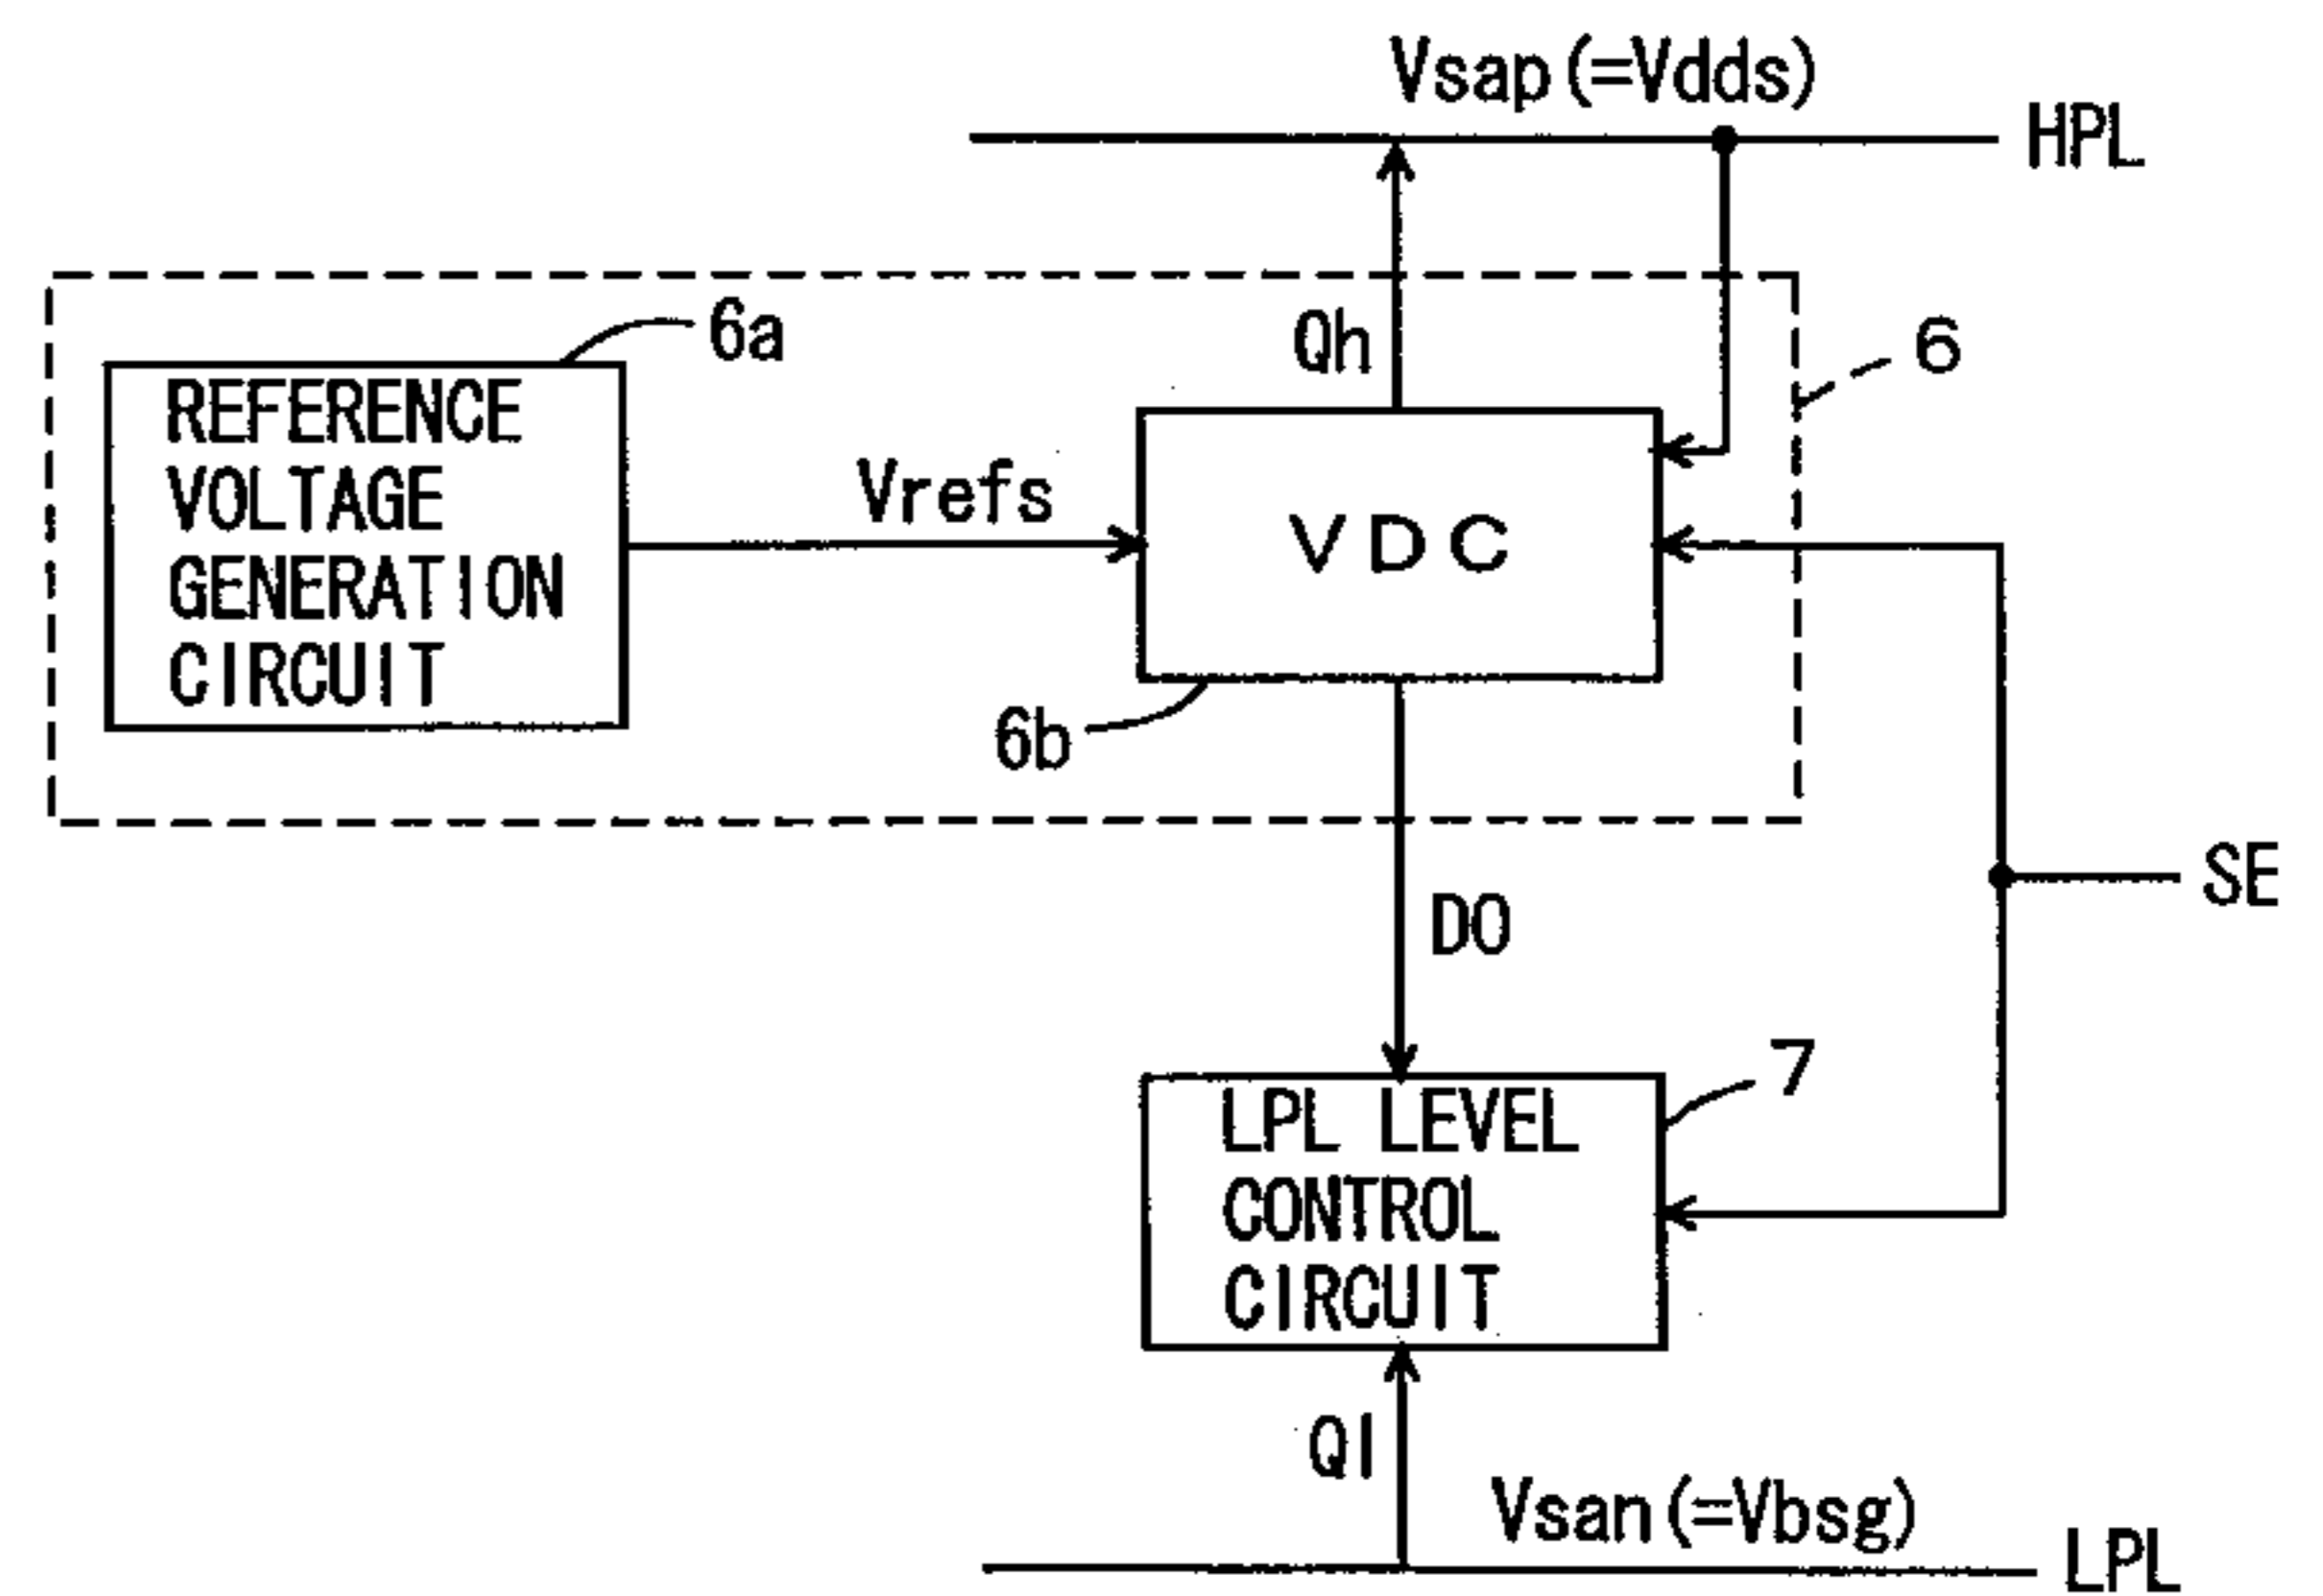 Vsap(=Vdds)
HPL
6a
Qh
6
REFERENCE
VOLTAGE
GENERATION
CIRCUIT
Vrefs
VDC
6b
SE
DO
7
LPL LEVEL
CONTROL
CIRCUIT
Ql
Vsan(=Vbsg)
LPL